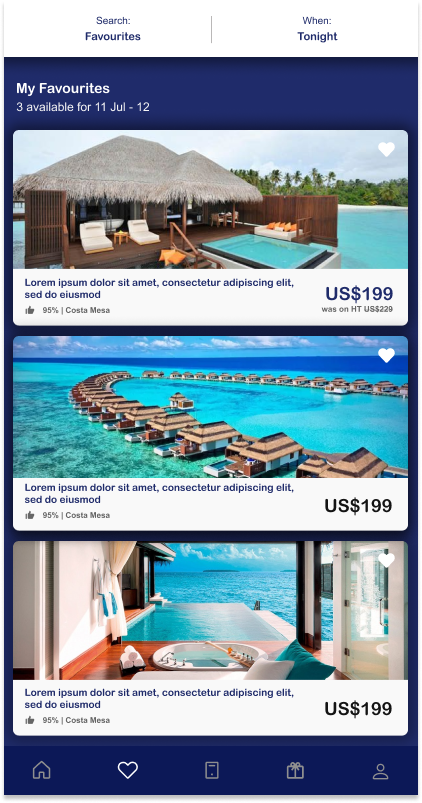 Search:
Favourites
When:
Tonight
My Favourites
3 available for 11 Jul - 12
Lorem ipsum dolor sit amet, consectetur adipiscing elit,
sed do eiusmod
95% | Costa Mesa
US$199
was on HT US$229
Lorem ipsum dolor sit amet, consectetur adipiscing elit,
sed do eiusmod
95% | Costa Mesa
US$199
Lorem ipsum dolor sit amet, consectetur adipiscing elit,
sed do eiusmod
95% | Costa Mesa
US$199